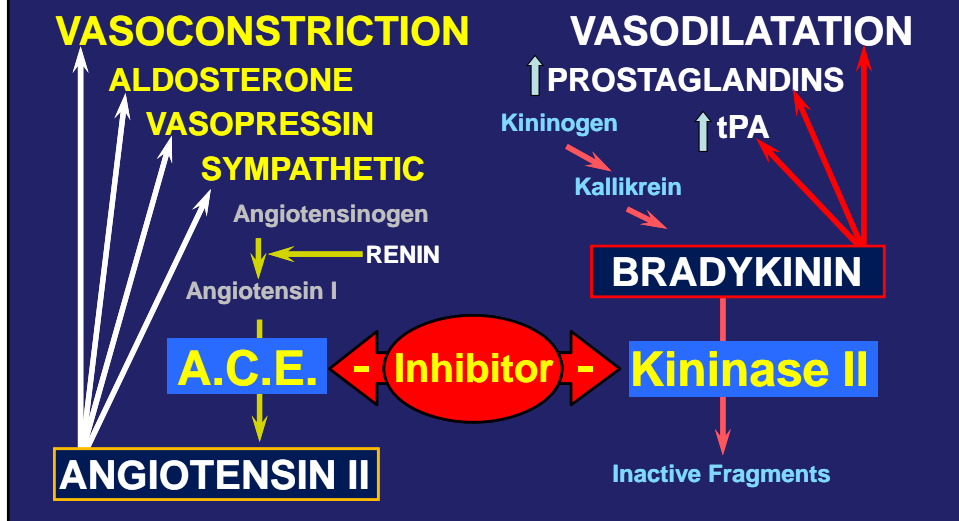 VASOCONSTRICTION
ALDOSTERONE
VASOPRESSIN
SYMPATHETIC
Angiotensinogen
RENIN
Angiotensin I
A.C.E.
ANGIOTENSIN II
- Inhibitor -
VASODILATATION
PROSTAGLANDINS
tPA
Kininogen
Kallikrein
BRADYKININ
Kininase II
Inactive Fragments